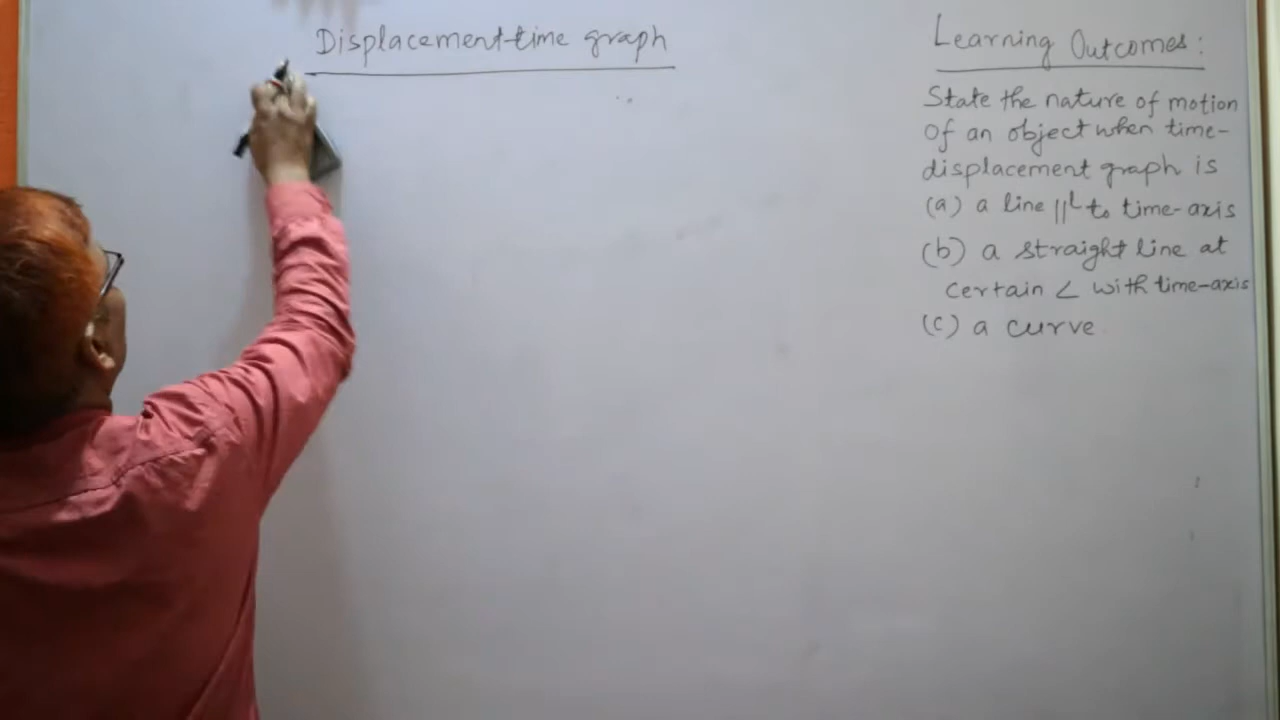 Displacement-time graph
Learning Outcomes:
State the nature of motion
of an object when time-
displacement graph is
(a) a line ||ˡ to time-axis
(b) a straight line at
certain ∠ with time-axis
(c) a curve